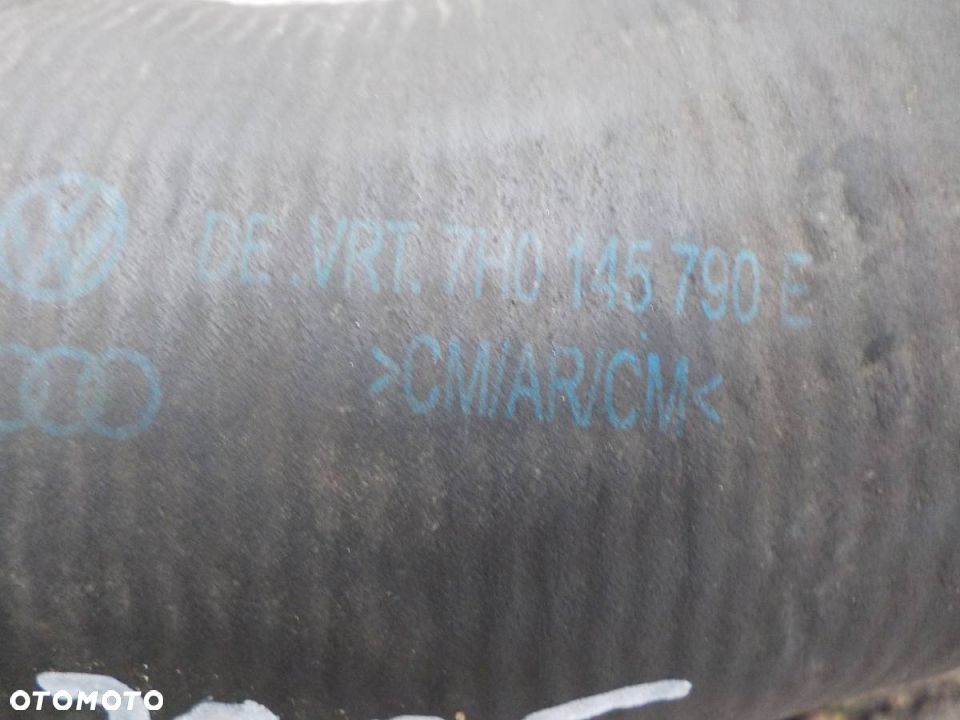 DE.VRT. 7H0 145 790 E
>CM/AR/CM<
OTOMOTO